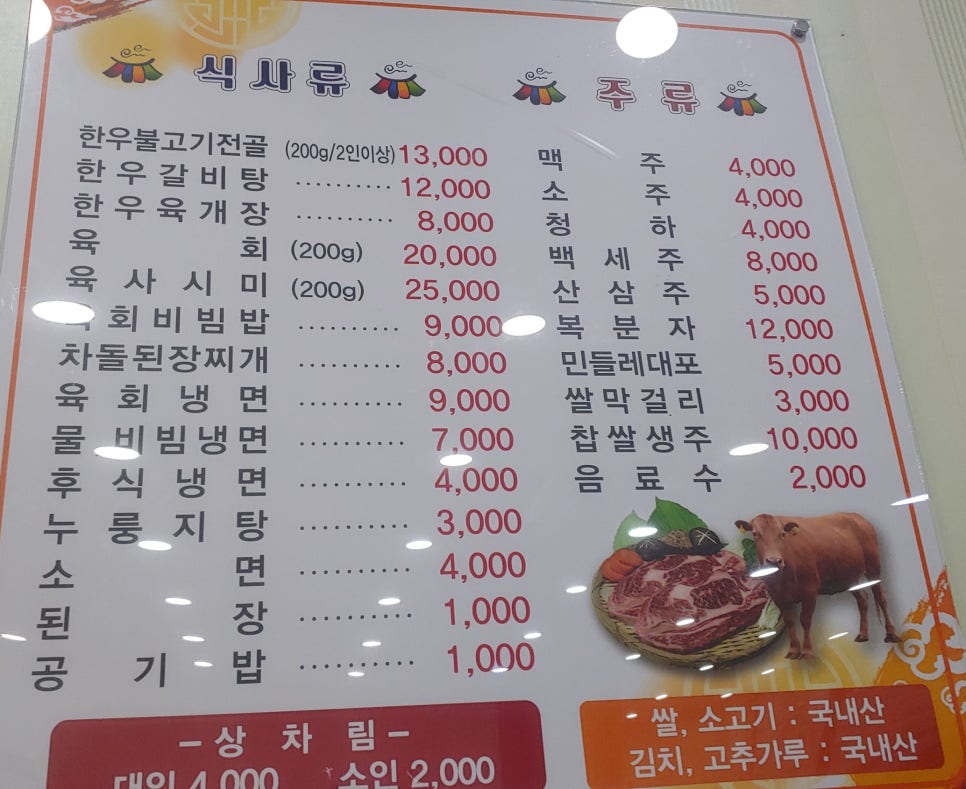 식사류
한우불고기전골 (200g/2인이상) 13,000
한우갈비탕 .......... 12,000
한우육개장 .......... 8,000
육회 (200g) 20,000
육사시미 (200g) 25,000
회비빔밥 .......... 9,000
차돌된장찌개 .......... 8,000
육회냉면 .......... 9,000
물비빔냉면 .......... 7,000
후식냉면 .......... 4,000
누룽지탕 .......... 3,000
소면 .......... 4,000
된장 .......... 1,000
공기밥 .......... 1,000
-상차림-
대인 4,000 소인 2,000
주류
맥주 4,000
소주 4,000
청하 4,000
백세주 8,000
산삼주 5,000
복분자 12,000
민들레대포 5,000
쌀막걸리 3,000
찹쌀생주 10,000
음료수 2,000
쌀, 소고기 : 국내산
김치, 고추가루 : 국내산